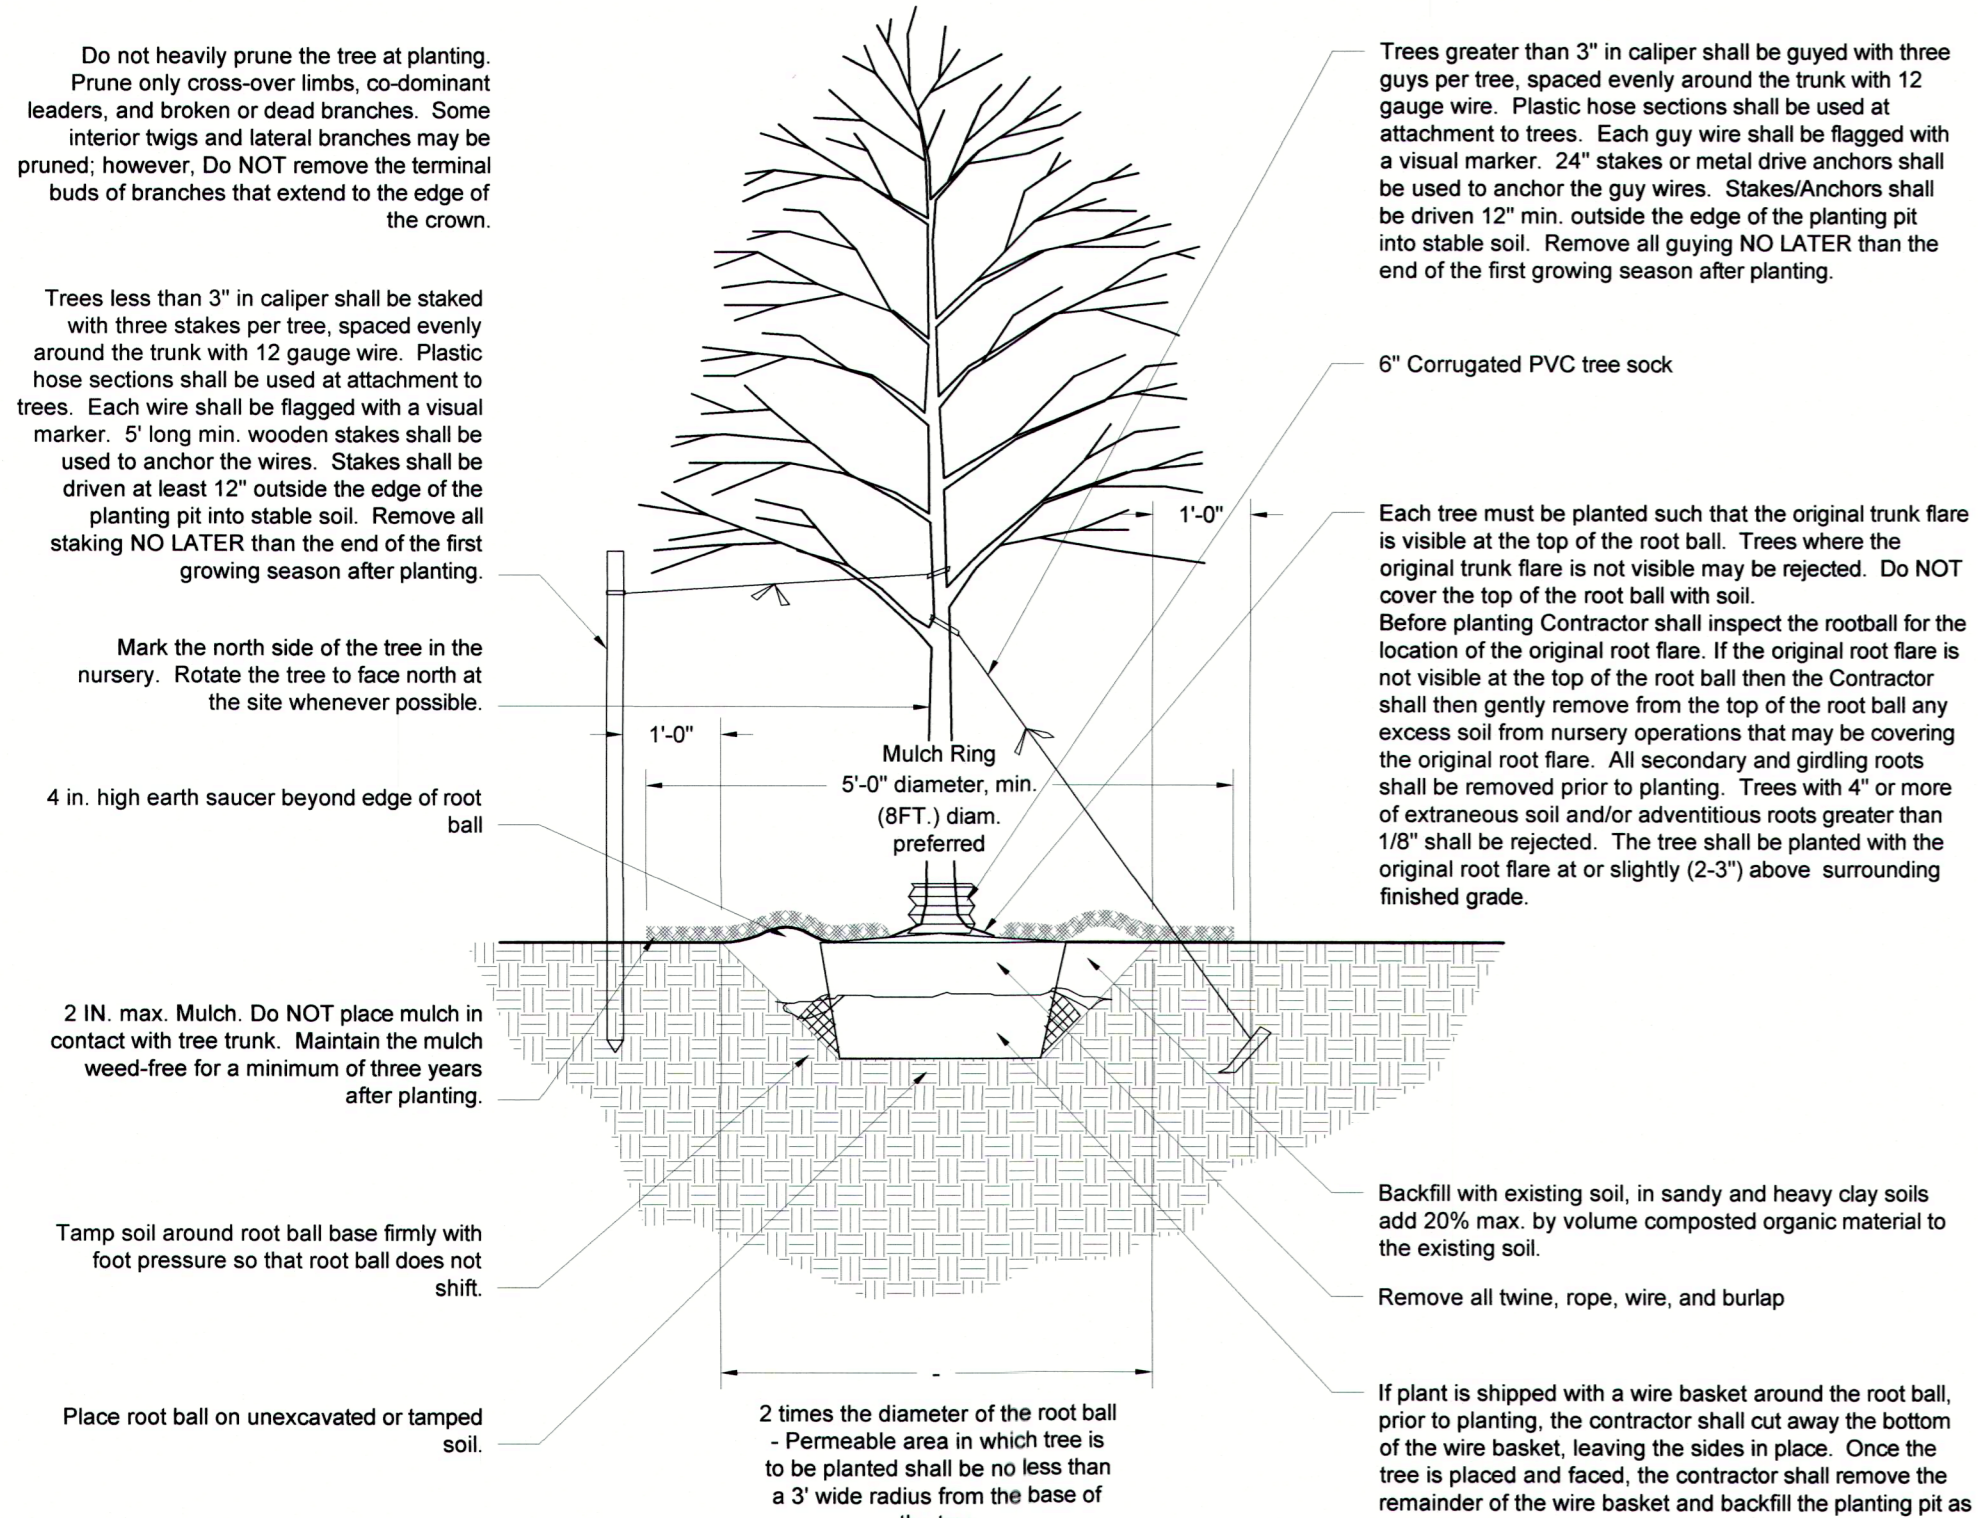 Do not heavily prune the tree at planting.
Prune only cross-over limbs, co-dominant
leaders, and broken or dead branches.  Some
interior twigs and lateral branches may be
pruned; however, Do NOT remove the terminal
buds of branches that extend to the edge of
the crown.
Trees less than 3" in caliper shall be staked
with three stakes per tree, spaced evenly
around the trunk with 12 gauge wire.  Plastic
hose sections shall be used at attachment to
trees.  Each wire shall be flagged with a visual
marker.  5' long min. wooden stakes shall be
used to anchor the wires.  Stakes shall be
driven at least 12" outside the edge of the
planting pit into stable soil.  Remove all
staking NO LATER than the end of the first
growing season after planting.
Mark the north side of the tree in the
nursery.  Rotate the tree to face north at
the site whenever possible.
4 in. high earth saucer beyond edge of root
ball
2 IN. max. Mulch. Do NOT place mulch in
contact with tree trunk.  Maintain the mulch
weed-free for a minimum of three years
after planting.
Tamp soil around root ball base firmly with
foot pressure so that root ball does not
shift.
Place root ball on unexcavated or tamped
soil.
1'-0"
1'-0"
Mulch Ring
5'-0" diameter, min.
(8FT.) diam.
preferred
-
2 times the diameter of the root ball
- Permeable area in which tree is
to be planted shall be no less than
a 3' wide radius from the base of
Trees greater than 3" in caliper shall be guyed with three
guys per tree, spaced evenly around the trunk with 12
gauge wire.  Plastic hose sections shall be used at
attachment to trees.  Each guy wire shall be flagged with
a visual marker.  24" stakes or metal drive anchors shall
be used to anchor the guy wires.  Stakes/Anchors shall
be driven 12" min. outside the edge of the planting pit
into stable soil.  Remove all guying NO LATER than the
end of the first growing season after planting.
6" Corrugated PVC tree sock
Each tree must be planted such that the original trunk flare
is visible at the top of the root ball.  Trees where the
original trunk flare is not visible may be rejected.  Do NOT
cover the top of the root ball with soil.
Before planting Contractor shall inspect the rootball for the
location of the original root flare. If the original root flare is
not visible at the top of the root ball then the Contractor
shall then gently remove from the top of the root ball any
excess soil from nursery operations that may be covering
the original root flare.  All secondary and girdling roots
shall be removed prior to planting.  Trees with 4" or more
of extraneous soil and/or adventitious roots greater than
1/8" shall be rejected.  The tree shall be planted with the
original root flare at or slightly (2-3") above  surrounding
finished grade.
Backfill with existing soil, in sandy and heavy clay soils
add 20% max. by volume composted organic material to
the existing soil.
Remove all twine, rope, wire, and burlap
If plant is shipped with a wire basket around the root ball,
prior to planting, the contractor shall cut away the bottom
of the wire basket, leaving the sides in place.  Once the
tree is placed and faced, the contractor shall remove the
remainder of the wire basket and backfill the planting pit as